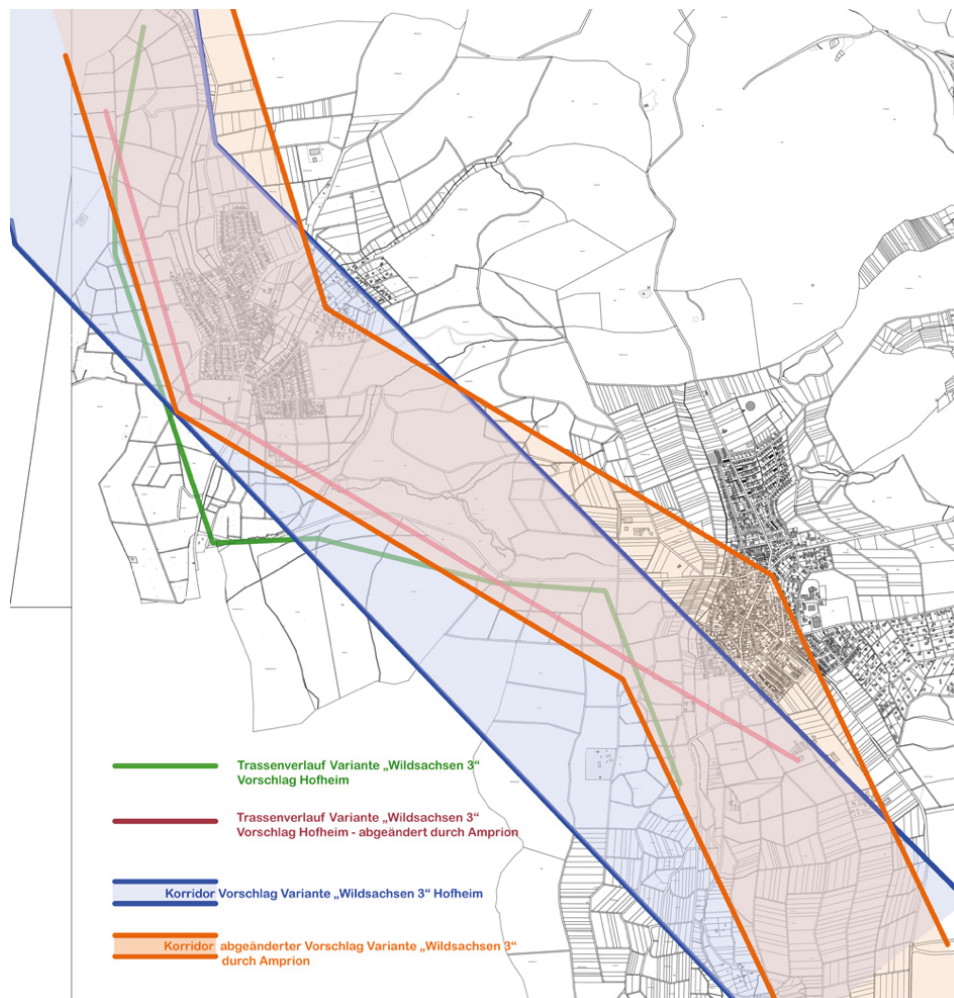 Trassenverlauf Variante „Wildsachsen 3“
Vorschlag Hofheim
Trassenverlauf Variante „Wildsachsen 3“
Vorschlag Hofheim - abgeändert durch Amprion
Korridor Vorschlag Variante „Wildsachsen 3“ Hofheim
Korridor abgeänderter Vorschlag Variante „Wildsachsen 3“
durch Amprion